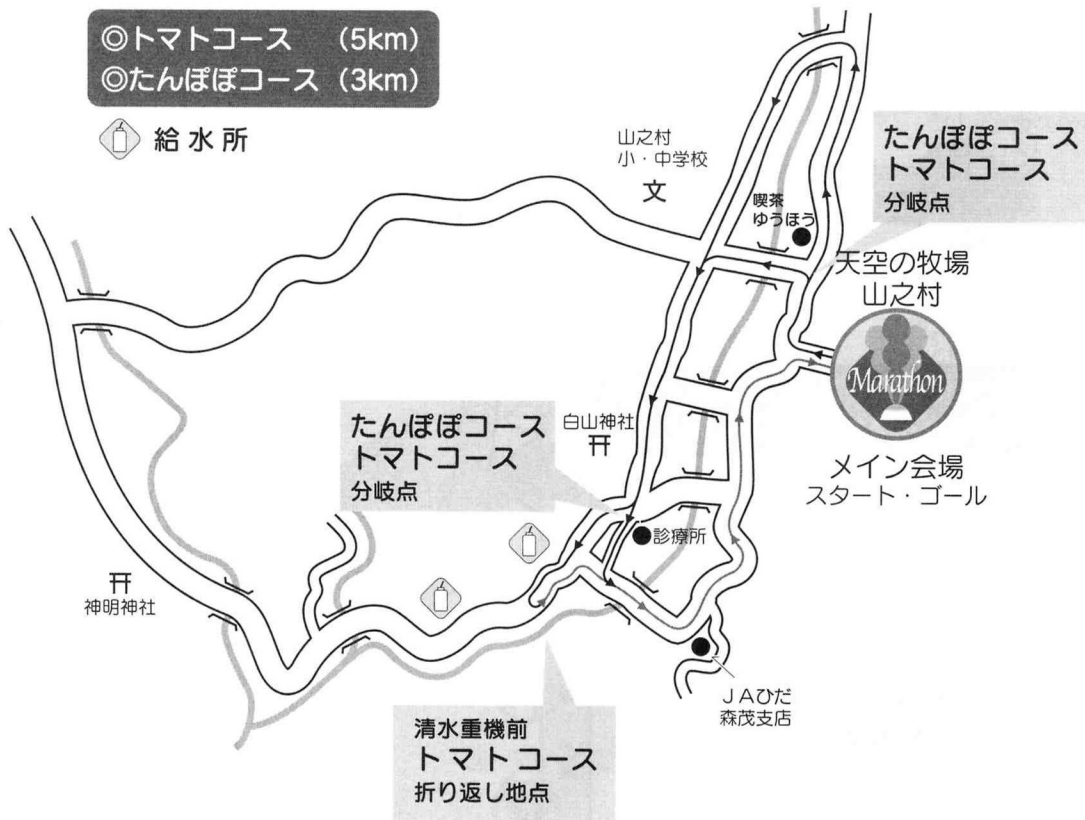 ◎トマトコース (5km)
◎たんぽぽコース (3km)
給水所
山之村
小・中学校
文
喫茶
ゆうほう
たんぽぽコース
トマトコース
分岐点
天空の牧場
山之村
Marathon
メイン会場
スタート・ゴール
たんぽぽコース
トマトコース
分岐点
白山神社
診療所
神明神社
JAひだ
森茂支店
清水重機前
トマトコース
折り返し地点